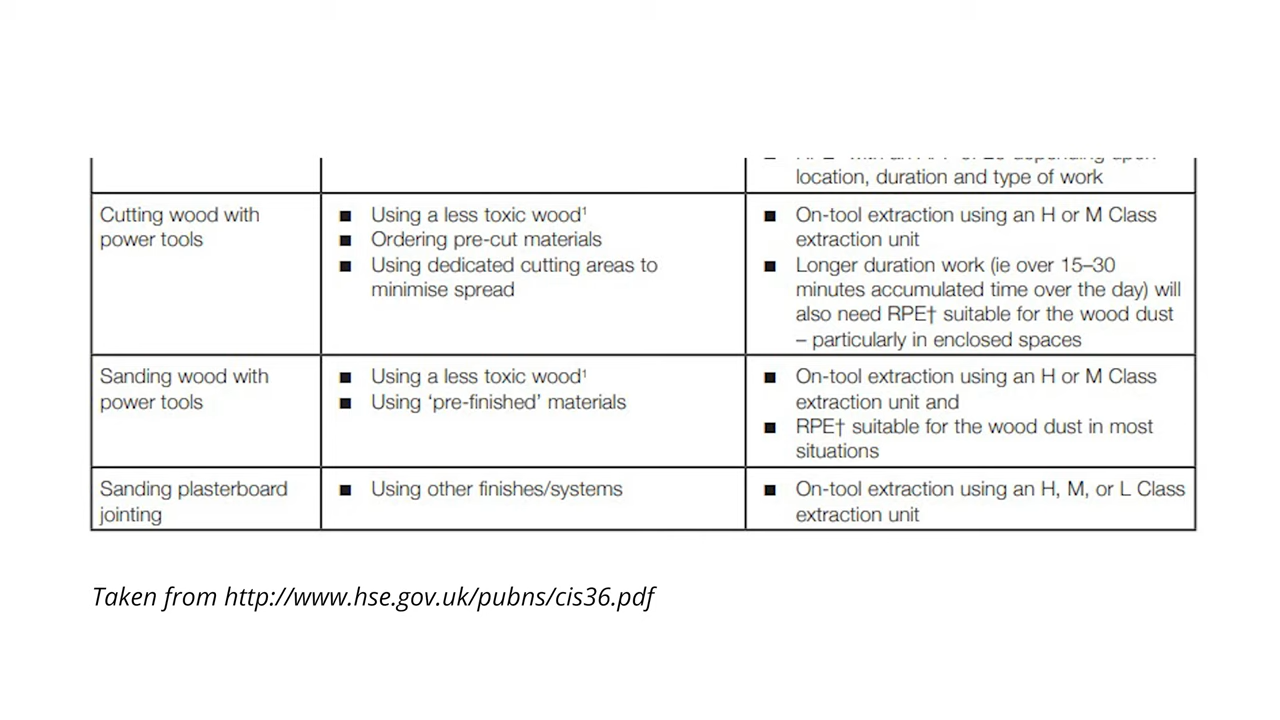 location, duration and type of work
Cutting wood with
power tools
■ Using a less toxic wood¹
■ Ordering pre-cut materials
■ Using dedicated cutting areas to
minimise spread
■ On-tool extraction using an H or M Class
extraction unit
■ Longer duration work (ie over 15–30
minutes accumulated time over the day) will
also need RPE† suitable for the wood dust
– particularly in enclosed spaces
Sanding wood with
power tools
■ Using a less toxic wood¹
■ Using ‘pre-finished’ materials
■ On-tool extraction using an H or M Class
extraction unit and
■ RPE† suitable for the wood dust in most
situations
Sanding plasterboard
jointing
■ Using other finishes/systems
■ On-tool extraction using an H, M, or L Class
extraction unit
Taken from http://www.hse.gov.uk/pubns/cis36.pdf